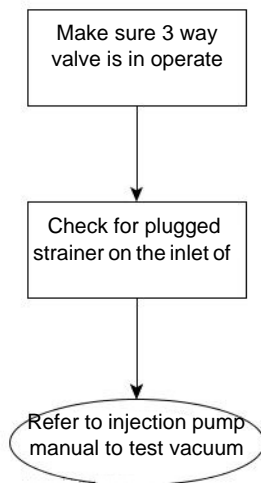 Make sure 3 way
valve is in operate
Check for plugged
strainer on the inlet of
Refer to injection pump
manual to test vacuum